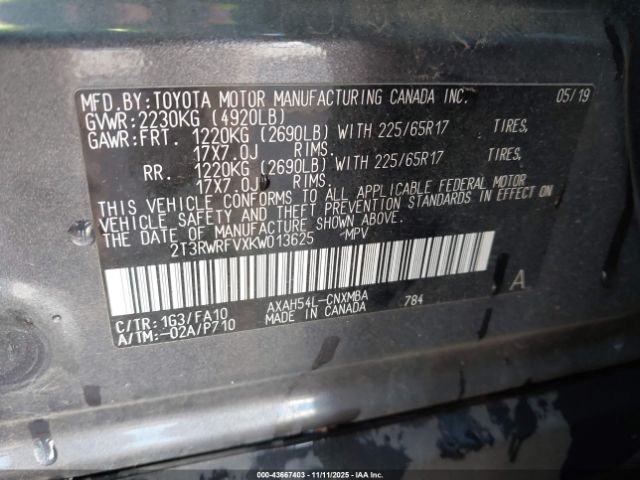 MFD.BY:TOYOTA MOTOR MANUFACTURING CANADA INC. 05/19
GVWR:2230KG (4920LB)
GAWR:FRT. 1220KG (2690LB) WITH 225/65R17 TIRES,
17X7.0J RIMS.
RR. 1220KG (2690LB) WITH 225/65R17 TIRES,
17X7.0J RIMS.
THIS VEHICLE CONFORMS TO ALL APPLICABLE FEDERAL MOTOR
VEHICLE SAFETY AND THEFT PREVENTION STANDARDS IN EFFECT ON
THE DATE OF MANUFACTURE SHOWN ABOVE.
2T3RWRFVXKW013625 MPV
A
C/TR:1G3/FA10 AXAH54L-CNXMBA 784
A/TM:-02A/P710 MADE IN CANADA
000-43667403 - 11/11/2025 - IAA.com